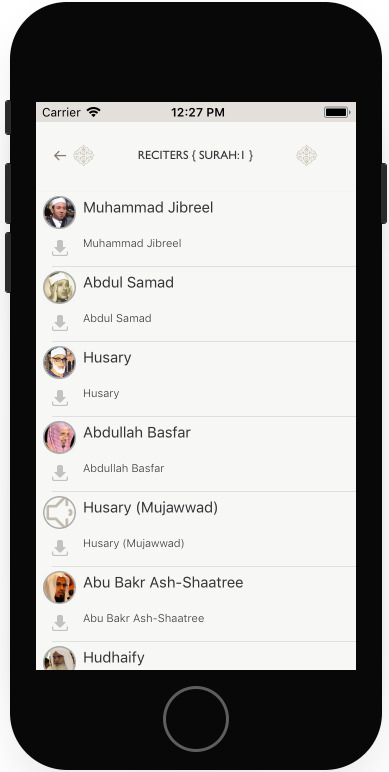 Carrier 12:27 PM
RECITERS { SURAH:1 }
Muhammad Jibreel
Muhammad Jibreel
Abdul Samad
Abdul Samad
Husary
Husary
Abdullah Basfar
Abdullah Basfar
Husary (Mujawwad)
Husary (Mujawwad)
Abu Bakr Ash-Shaatree
Abu Bakr Ash-Shaatree
Hudhaify